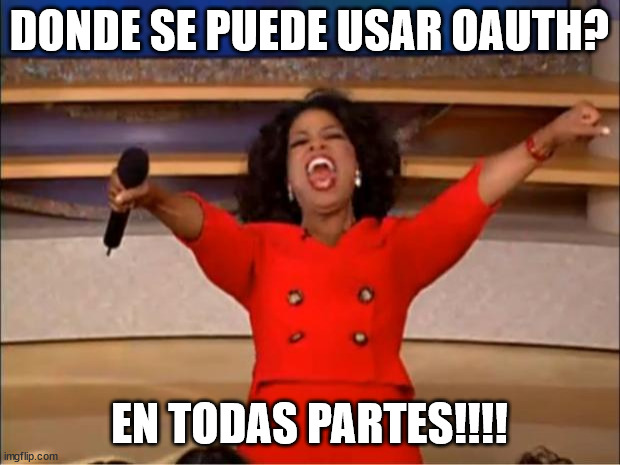 DONDE SE PUEDE USAR OAUTH?
EN TODAS PARTES!!!!
imgflip.com